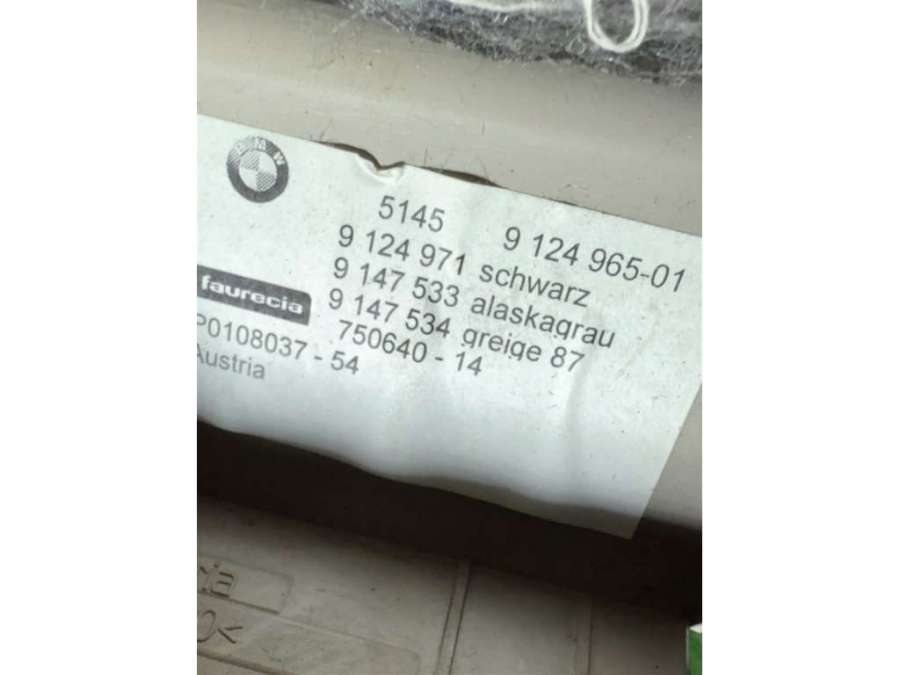 BMW
5145 9 124 965-01
9 124 971 schwarz
9 147 533 alaskagrau
9 147 534 greige 87
750640 - 14
faurecia
P0108037 - 54
Austria